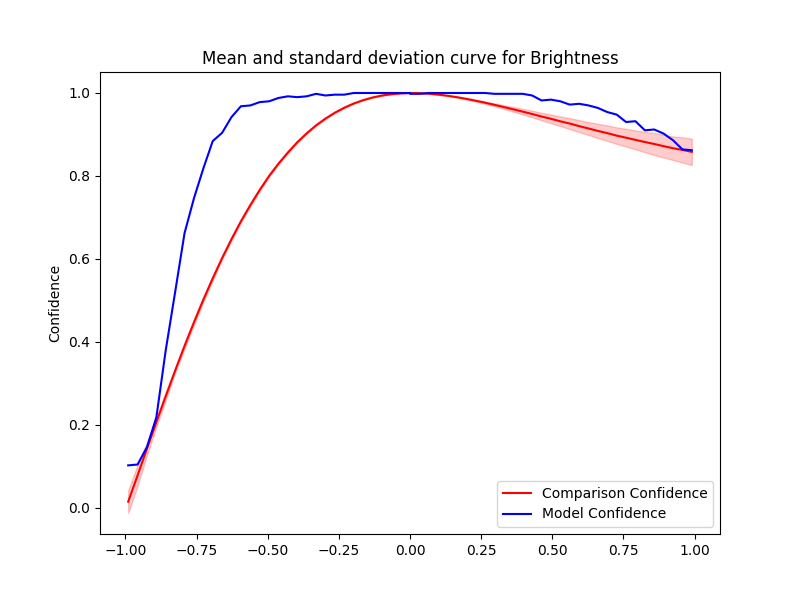 Mean and standard deviation curve for Brightness
Confidence
1.0
0.8
0.6
0.4
0.2
0.0
−1.00 −0.75 −0.50 −0.25 0.00 0.25 0.50 0.75 1.00
Comparison Confidence
Model Confidence